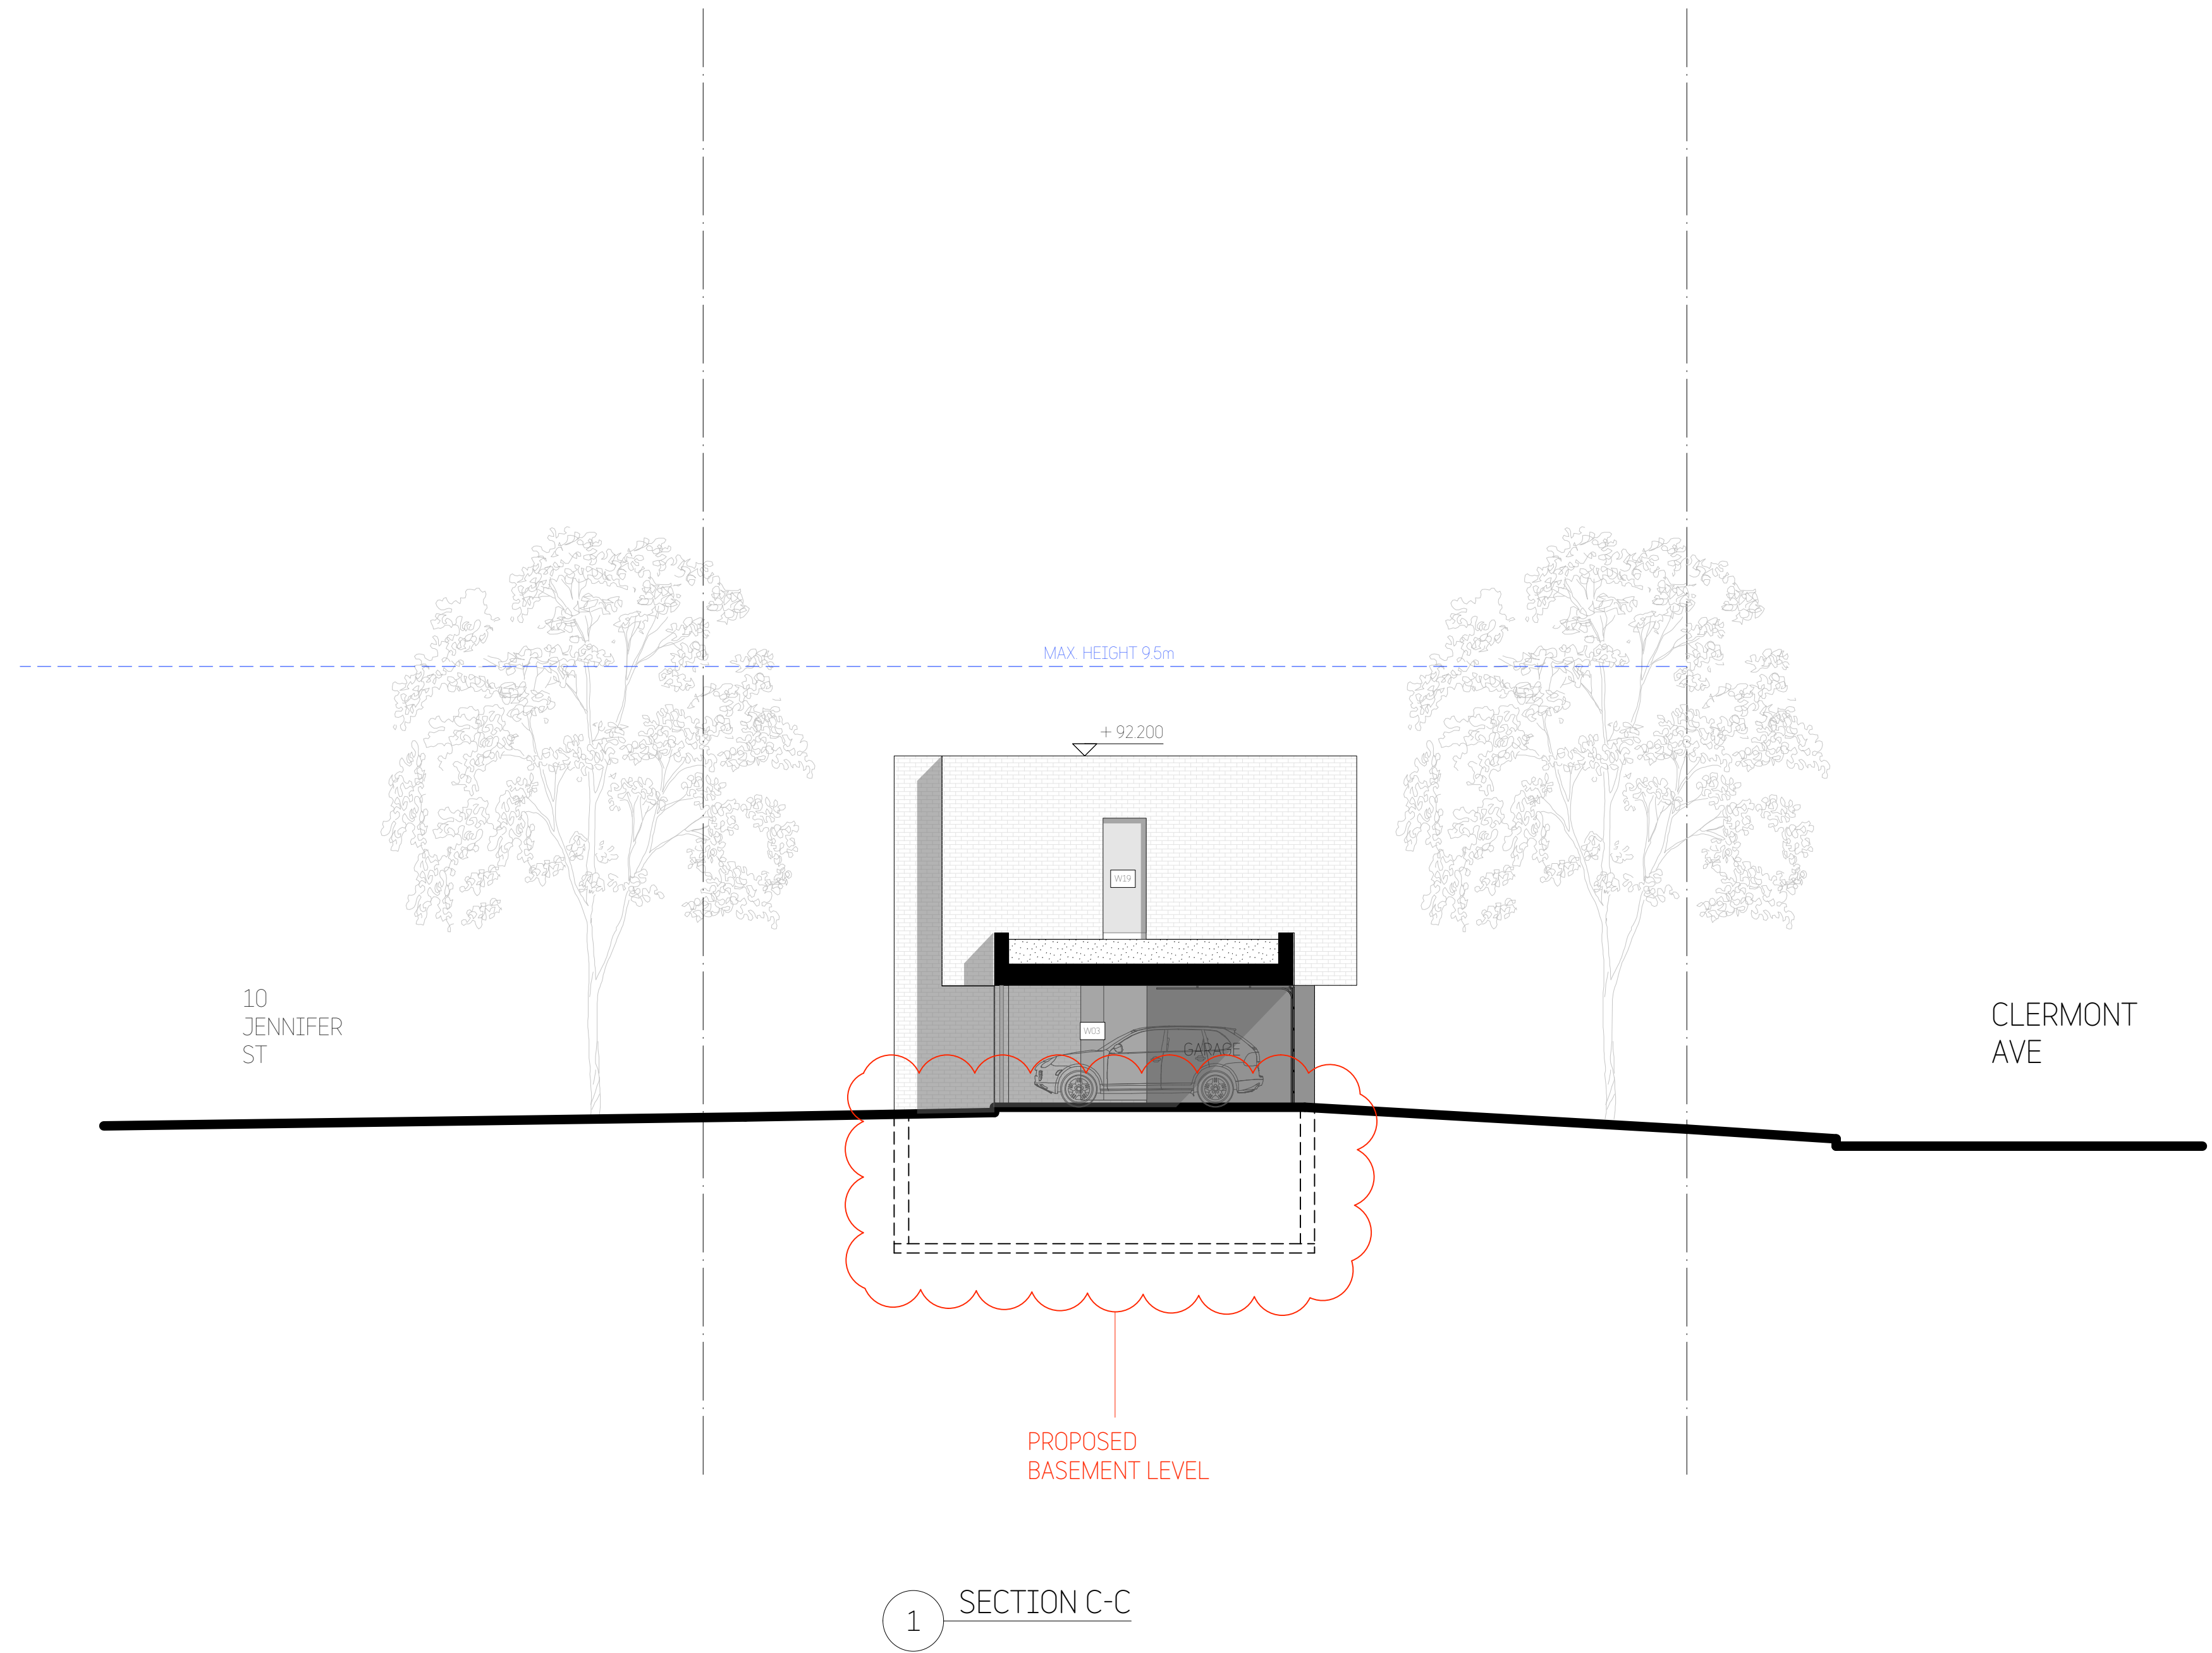 MAX. HEIGHT 9.5m
+ 92.200
W19
10
JENNIFER
ST
CLERMONT
AVE
W03
GARAGE
PROPOSED
BASEMENT LEVEL
1
SECTION C-C